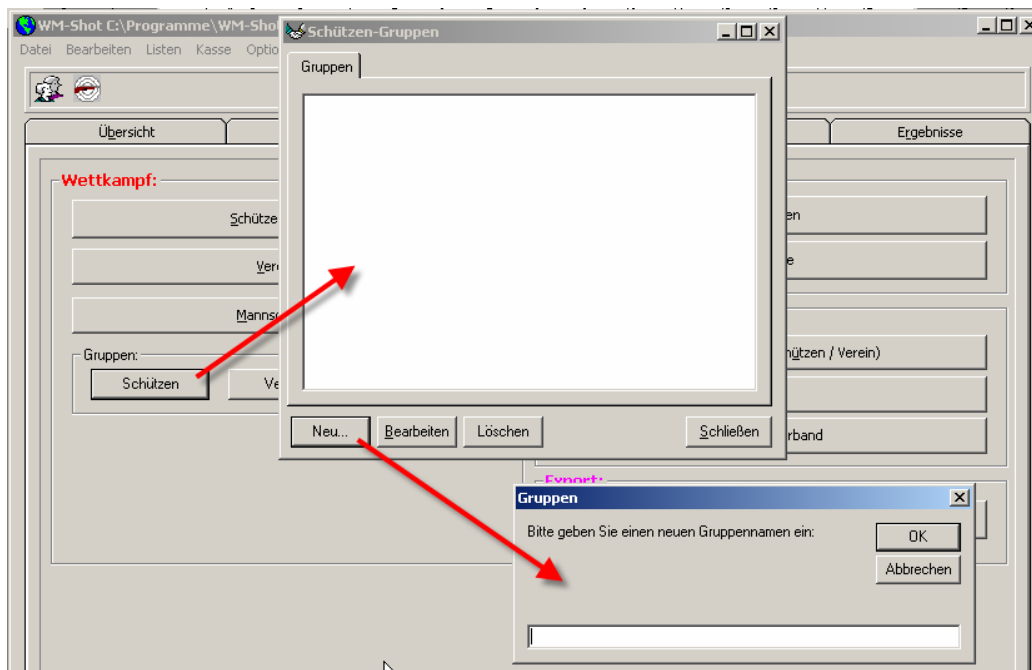 WM-Shot C:\Programme\WM-Shot
Datei Bearbeiten Listen Kasse
Schützen-Gruppen
Gruppen
Übersicht
Ergebnisse
Wettkampf:
Gruppen:
Schützen
Neu...
Bearbeiten
Löschen
Schließen
/ Verein)
Export:
Gruppen
Bitte geben Sie einen neuen Gruppennamen ein:
OK
Abbrechen